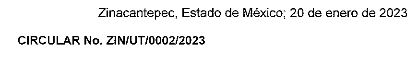 Zinacantepec, Estado de México; 20 de enero de 2023
CIRCULAR No. ZIN/UT/0002/2023